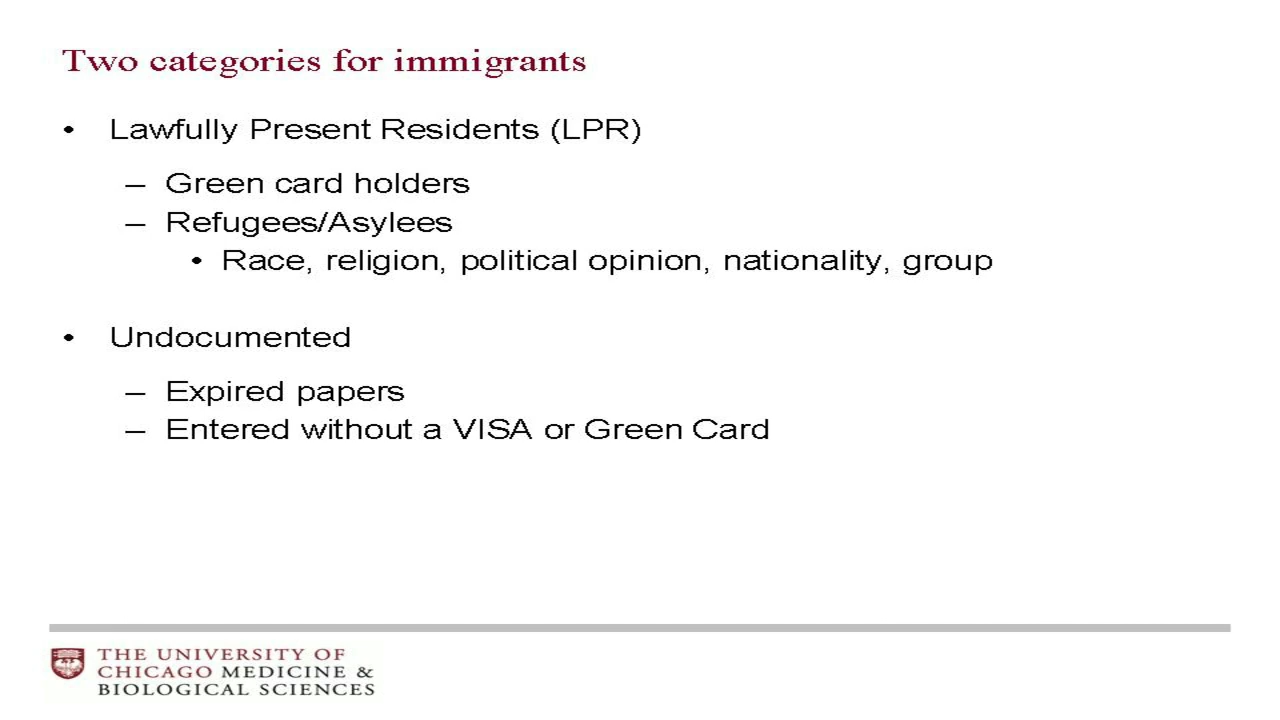 Two categories for immigrants
• Lawfully Present Residents (LPR)
– Green card holders
– Refugees/Asylees
• Race, religion, political opinion, nationality, group
• Undocumented
– Expired papers
– Entered without a VISA or Green Card
THE UNIVERSITY OF
CHICAGO MEDICINE &
BIOLOGICAL SCIENCES